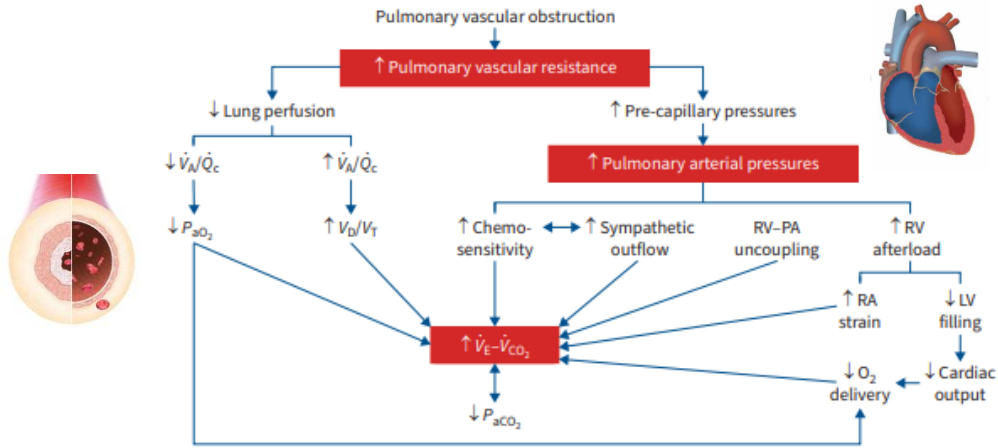 Pulmonary vascular obstruction
↑ Pulmonary vascular resistance
↓ Lung perfusion
↑ Pre-capillary pressures
↓ V̇A/Q̇c
↑ V̇A/Q̇c
↑ Pulmonary arterial pressures
↓ PaO2
↑ VD/VT
↑ Chemo-
sensitivity
↑ Sympathetic
outflow
RV–PA
uncoupling
↑ RV
afterload
↑ RA
strain
↓ LV
filling
↑ V̇E–V̇CO2
↓ O2
delivery
↓ Cardiac
output
↓ PaCO2